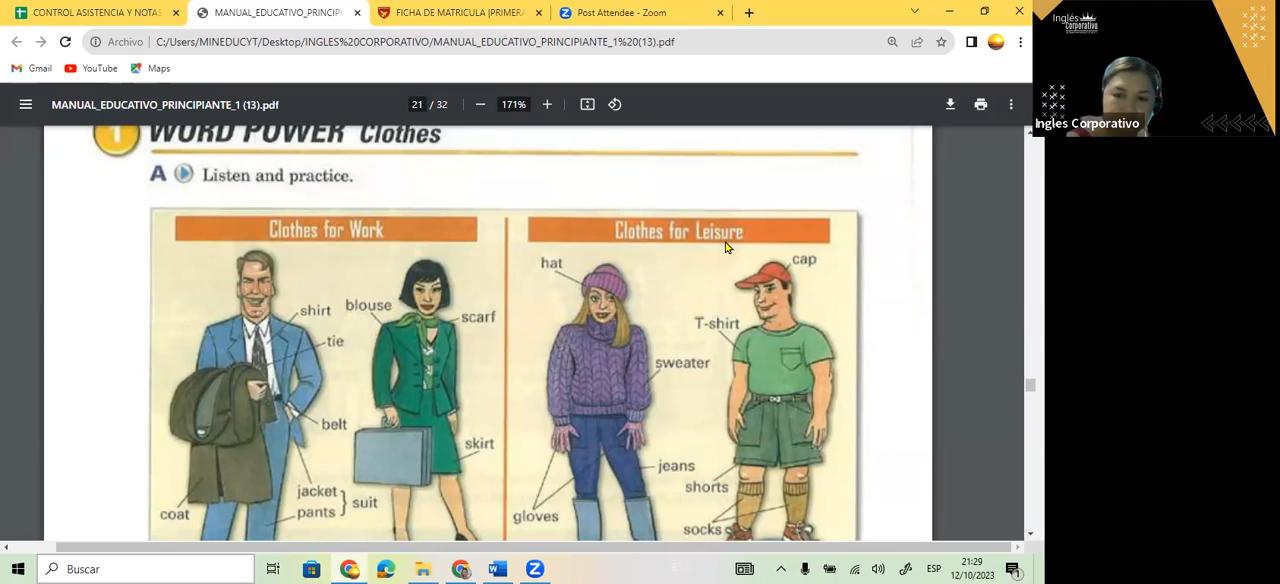 CONTROL ASISTENCIA Y NOTAS
MANUAL_EDUCATIVO_PRINCIPI
FICHA DE MATRICULA (PRIMERA
Post Attendee - Zoom
Archivo
C:/Users/MINEDUCYT/Desktop/INGLES%20CORPORATIVO/MANUAL_EDUCATIVO_PRINCIPIANTE_1%20(13).pdf
Gmail
YouTube
Maps
MANUAL_EDUCATIVO_PRINCIPIANTE_1 (13).pdf
21 / 32
171%
Inglés
Corporativo
Ingles Corporativo
1 WORD POWER Clothes
A Listen and practice.
Clothes for Work
Clothes for Leisure
shirt
blouse
scarf
tie
belt
skirt
jacket
pants
suit
coat
hat
cap
T-shirt
sweater
jeans
shorts
gloves
socks
Buscar
ESP
21:29
12/10/2023
1